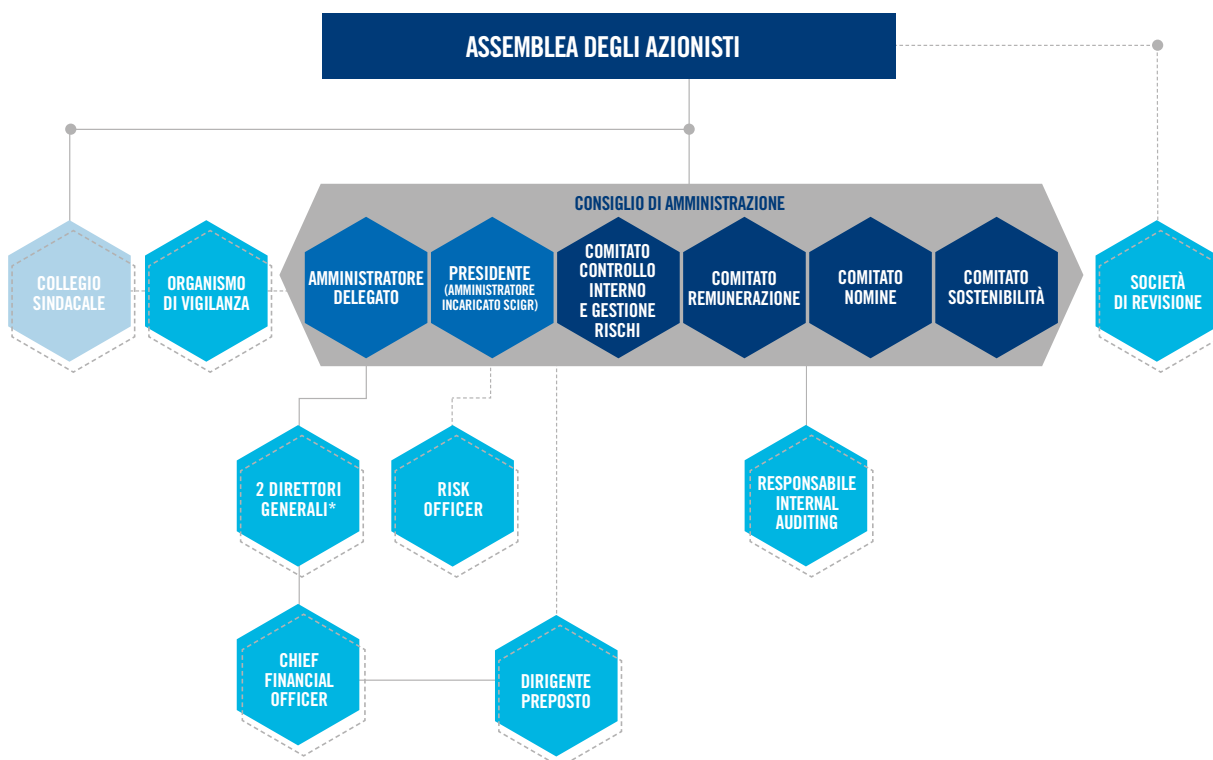 ASSEMBLEA DEGLI AZIONISTI
CONSIGLIO DI AMMINISTRAZIONE
COLLEGIO
SINDACALE
ORGANISMO
DI VIGILANZA
AMMINISTRATORE
DELEGATO
PRESIDENTE
(AMMINISTRATORE
INCARICATO SCIGR)
COMITATO
CONTROLLO
INTERNO
E GESTIONE
RISCHI
COMITATO
REMUNERAZIONE
COMITATO
NOMINE
COMITATO
SOSTENIBILITÀ
SOCIETÀ
DI REVISIONE
2 DIRETTORI
GENERALI*
RISK
OFFICER
RESPONSABILE
INTERNAL
AUDITING
CHIEF
FINANCIAL
OFFICER
DIRIGENTE
PREPOSTO